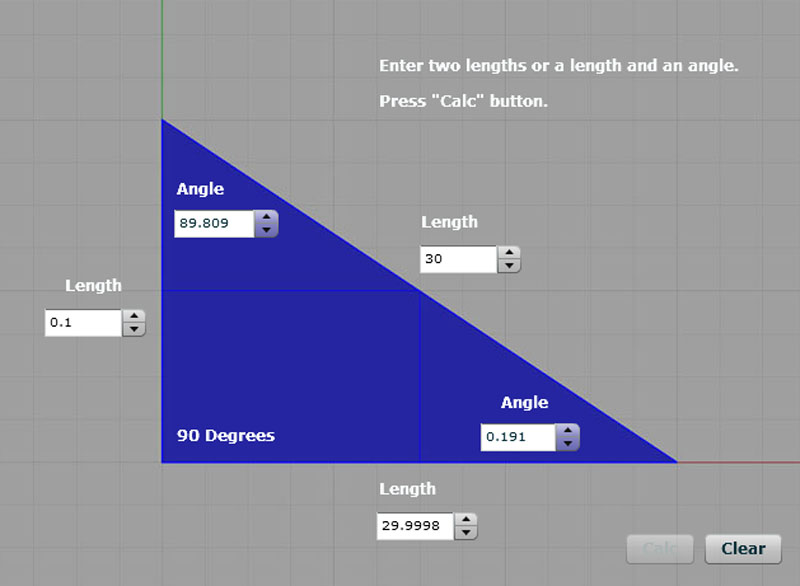 Enter two lengths or a length and an angle.
Press "Calc" button.
Angle
89.809
Length
30
Length
0.1
Angle
0.191
90 Degrees
Length
29.9998
Calc
Clear